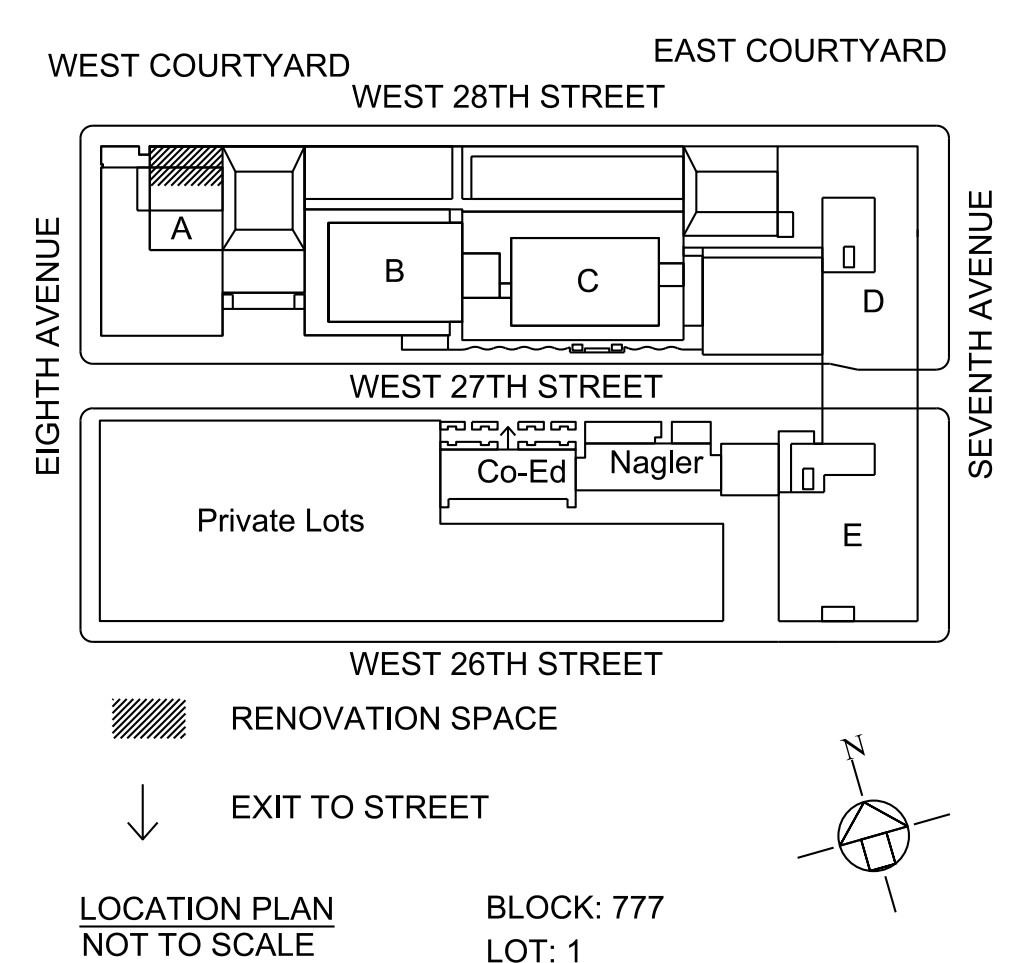 EAST COURTYARD
WEST COURTYARD
WEST 28TH STREET
EIGHTH AVENUE
A
B
C
D
SEVENTH AVENUE
WEST 27TH STREET
Co-Ed
Nagler
Private Lots
E
WEST 26TH STREET
RENOVATION SPACE
N
EXIT TO STREET
LOCATION PLAN
NOT TO SCALE
BLOCK: 777
LOT: 1